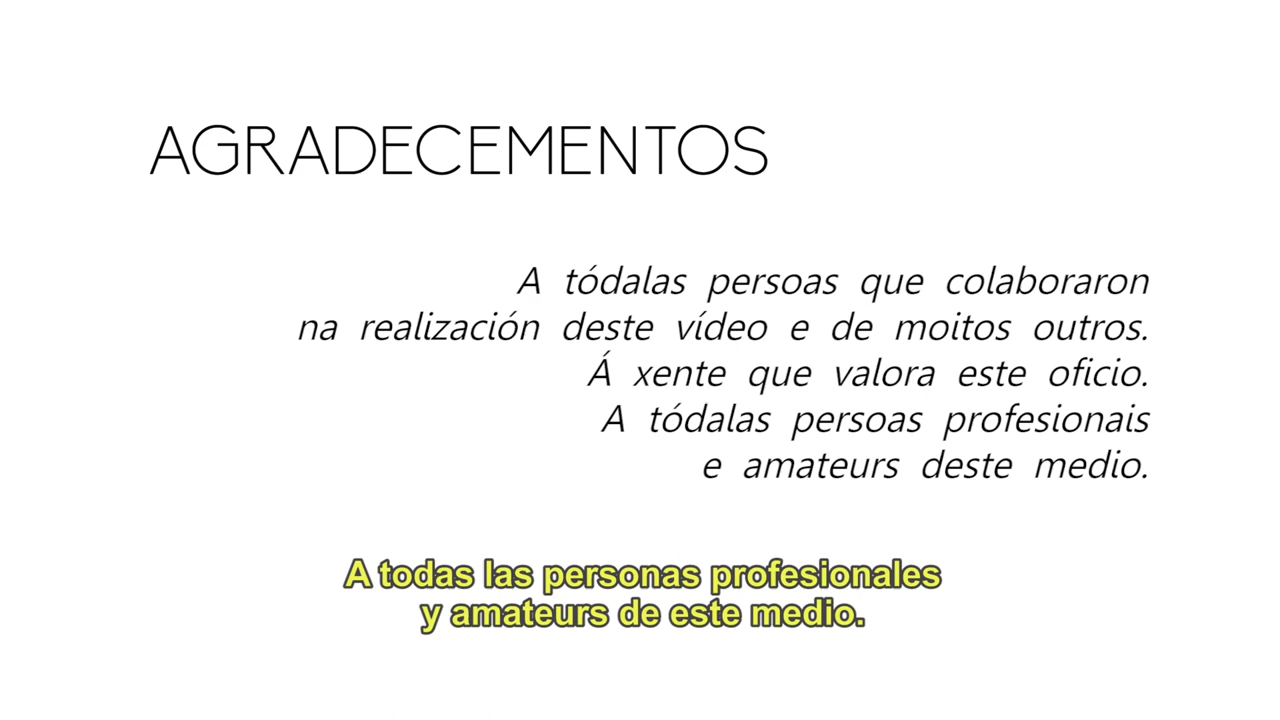 AGRADECEMENTOS
A tódalas persoas que colaboraron
na realización deste vídeo e de moitos outros.
Á xente que valora este oficio.
A tódalas persoas profesionais
e amateurs deste medio.
A todas las personas profesionales
y amateurs de este medio.